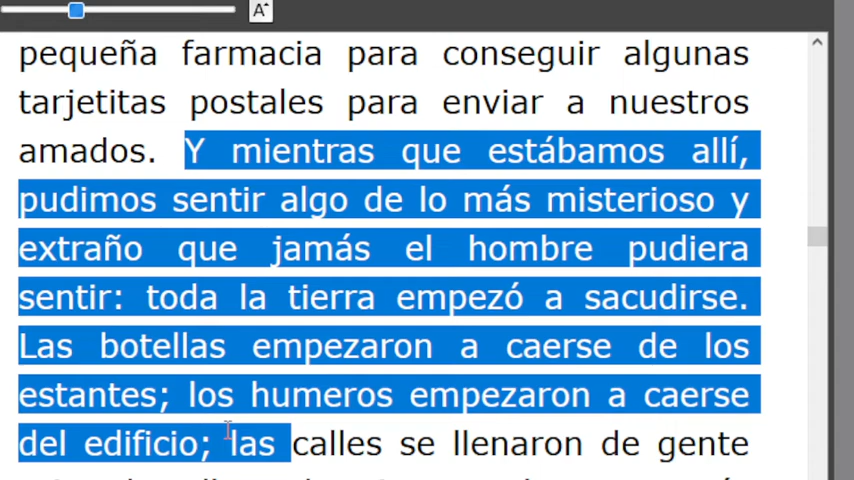 A
pequeña farmacia para conseguir algunas
tarjetitas postales para enviar a nuestros
amados. Y mientras que estábamos allí,
pudimos sentir algo de lo más misterioso y
extraño que jamás el hombre pudiera
sentir: toda la tierra empezó a sacudirse.
Las botellas empezaron a caerse de los
estantes; los humeros empezaron a caerse
del edificio; las calles se llenaron de gente